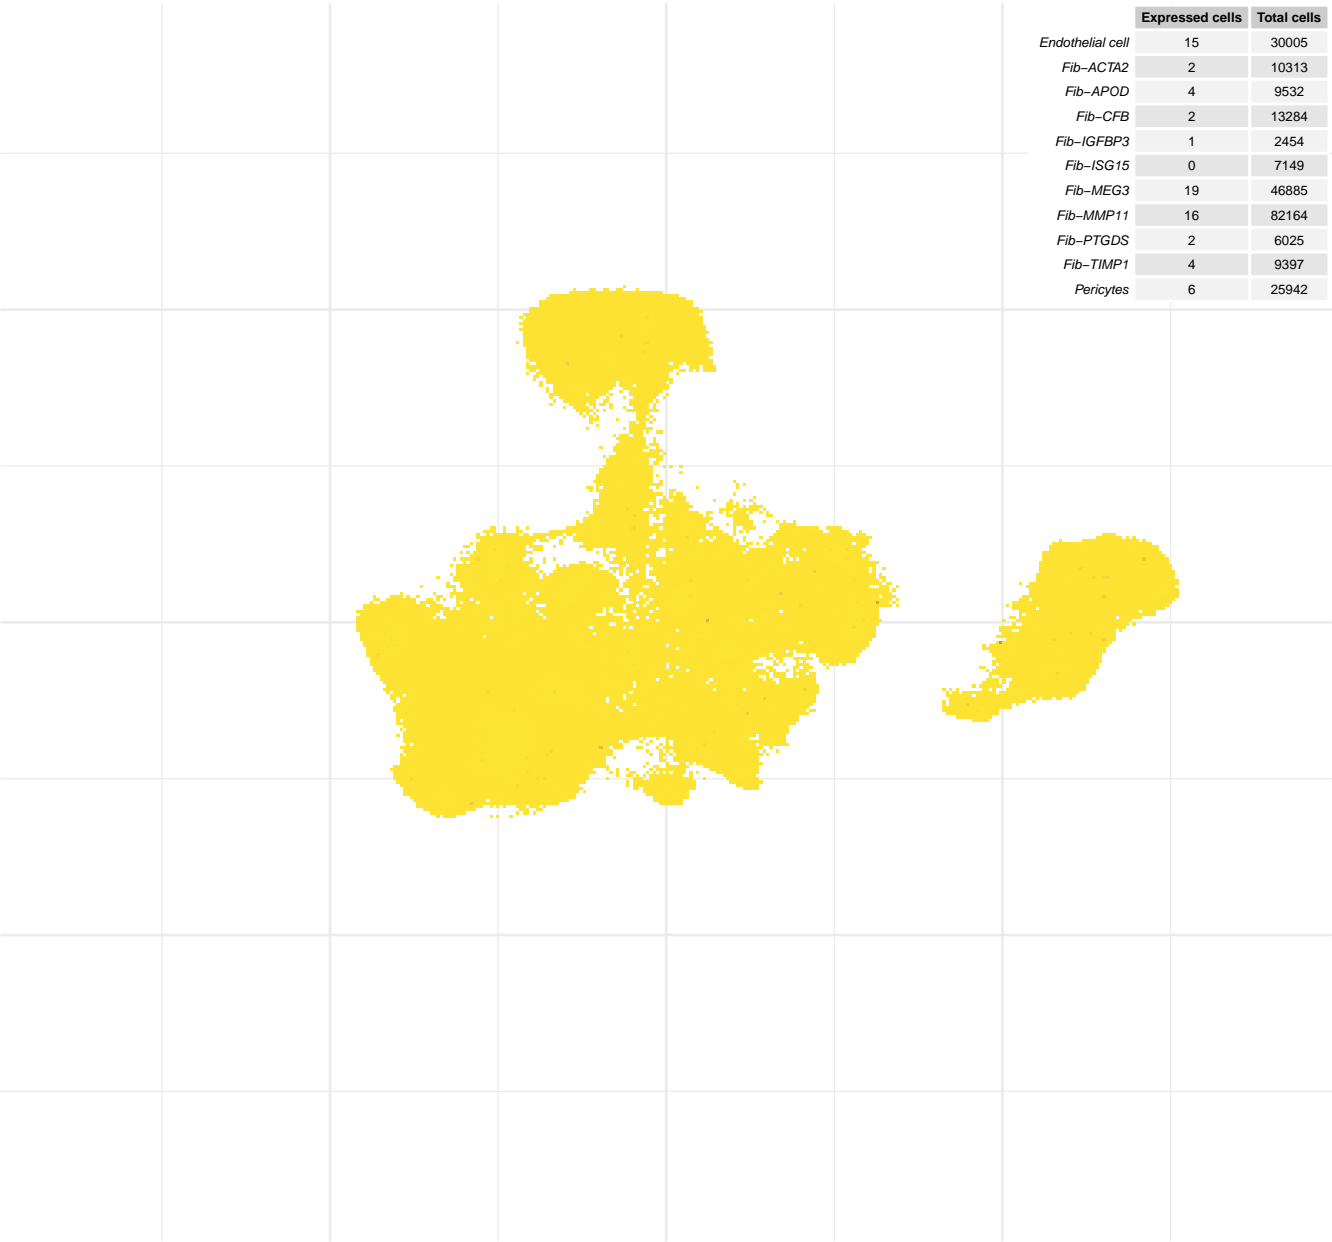 Expressed cells Total cells
Endothelial cell 15 30005
Fib−ACTA2 2 10313
Fib−APOD 4 9532
Fib−CFB 2 13284
Fib−IGFBP3 1 2454
Fib−ISG15 0 7149
Fib−MEG3 19 46885
Fib−MMP11 16 82164
Fib−PTGDS 2 6025
Fib−TIMP1 4 9397
Pericytes 6 25942